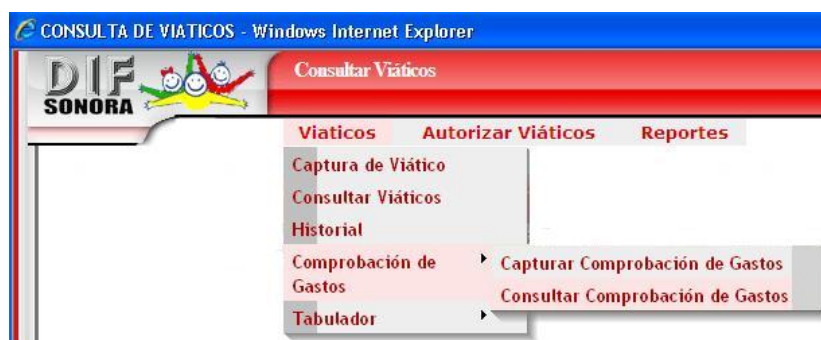 CONSULTA DE VIATICOS - Windows Internet Explorer
DIF
SONORA
Consultar Viáticos
Viaticos Autorizar Viáticos Reportes
Captura de Viático
Consultar Viáticos
Historial
Comprobación de
Gastos
Capturar Comprobación de Gastos
Consultar Comprobación de Gastos
Tabulador